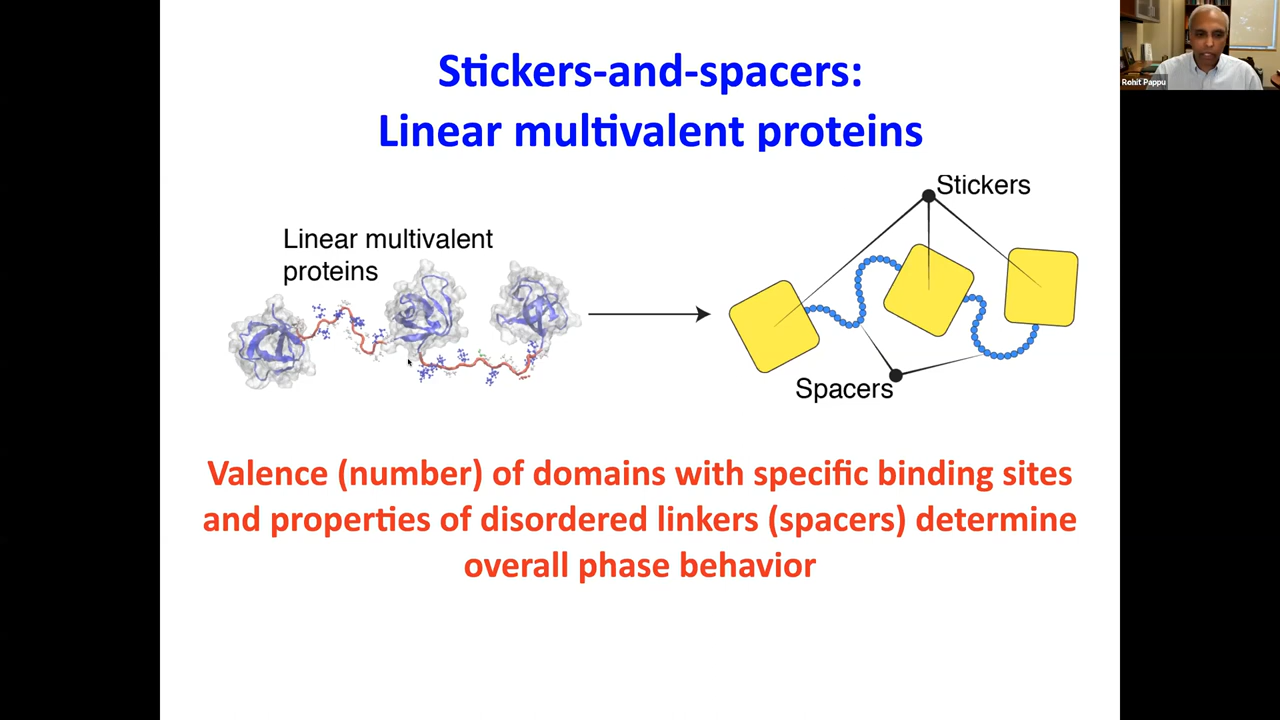 Stickers-and-spacers:
Linear multivalent proteins
Rohit Pappu
Linear multivalent
proteins
Stickers
Spacers
Valence (number) of domains with specific binding sites
and properties of disordered linkers (spacers) determine
overall phase behavior